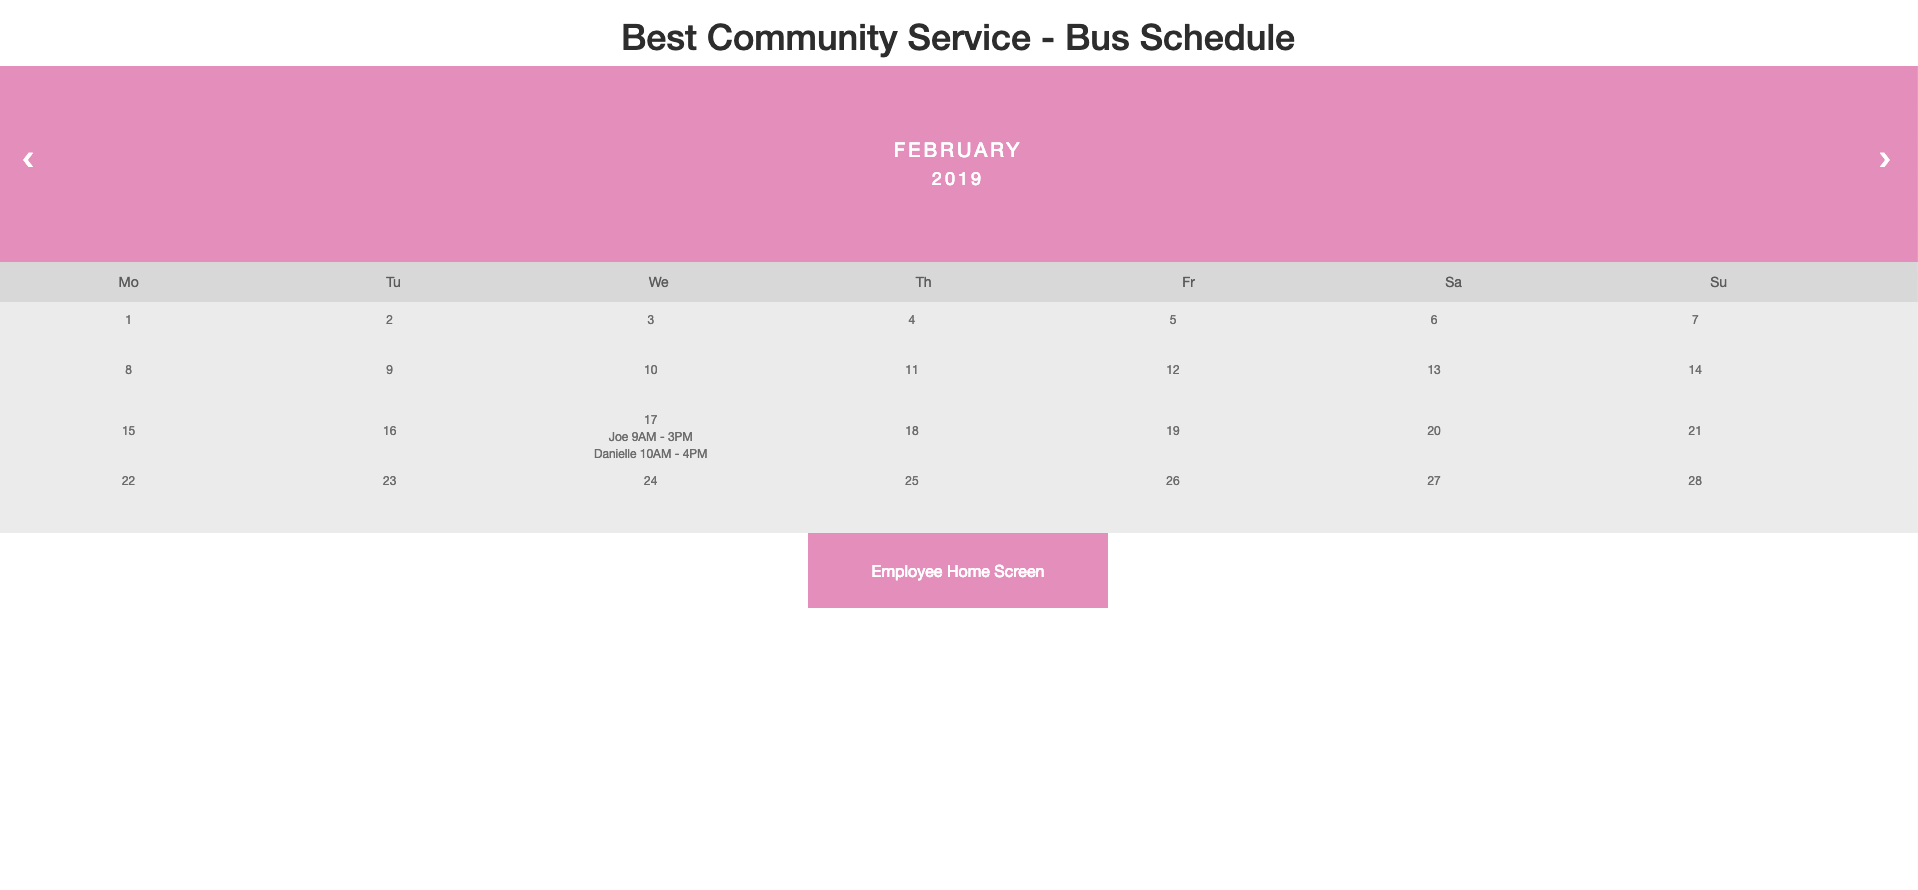 Best Community Service - Bus Schedule
‹ FEBRUARY ›
2019
Mo Tu We Th Fr Sa Su
1 2 3 4 5 6 7
8 9 10 11 12 13 14
15 16 17 18 19 20 21
Joe 9AM - 3PM
Danielle 10AM - 4PM
22 23 24 25 26 27 28
Employee Home Screen